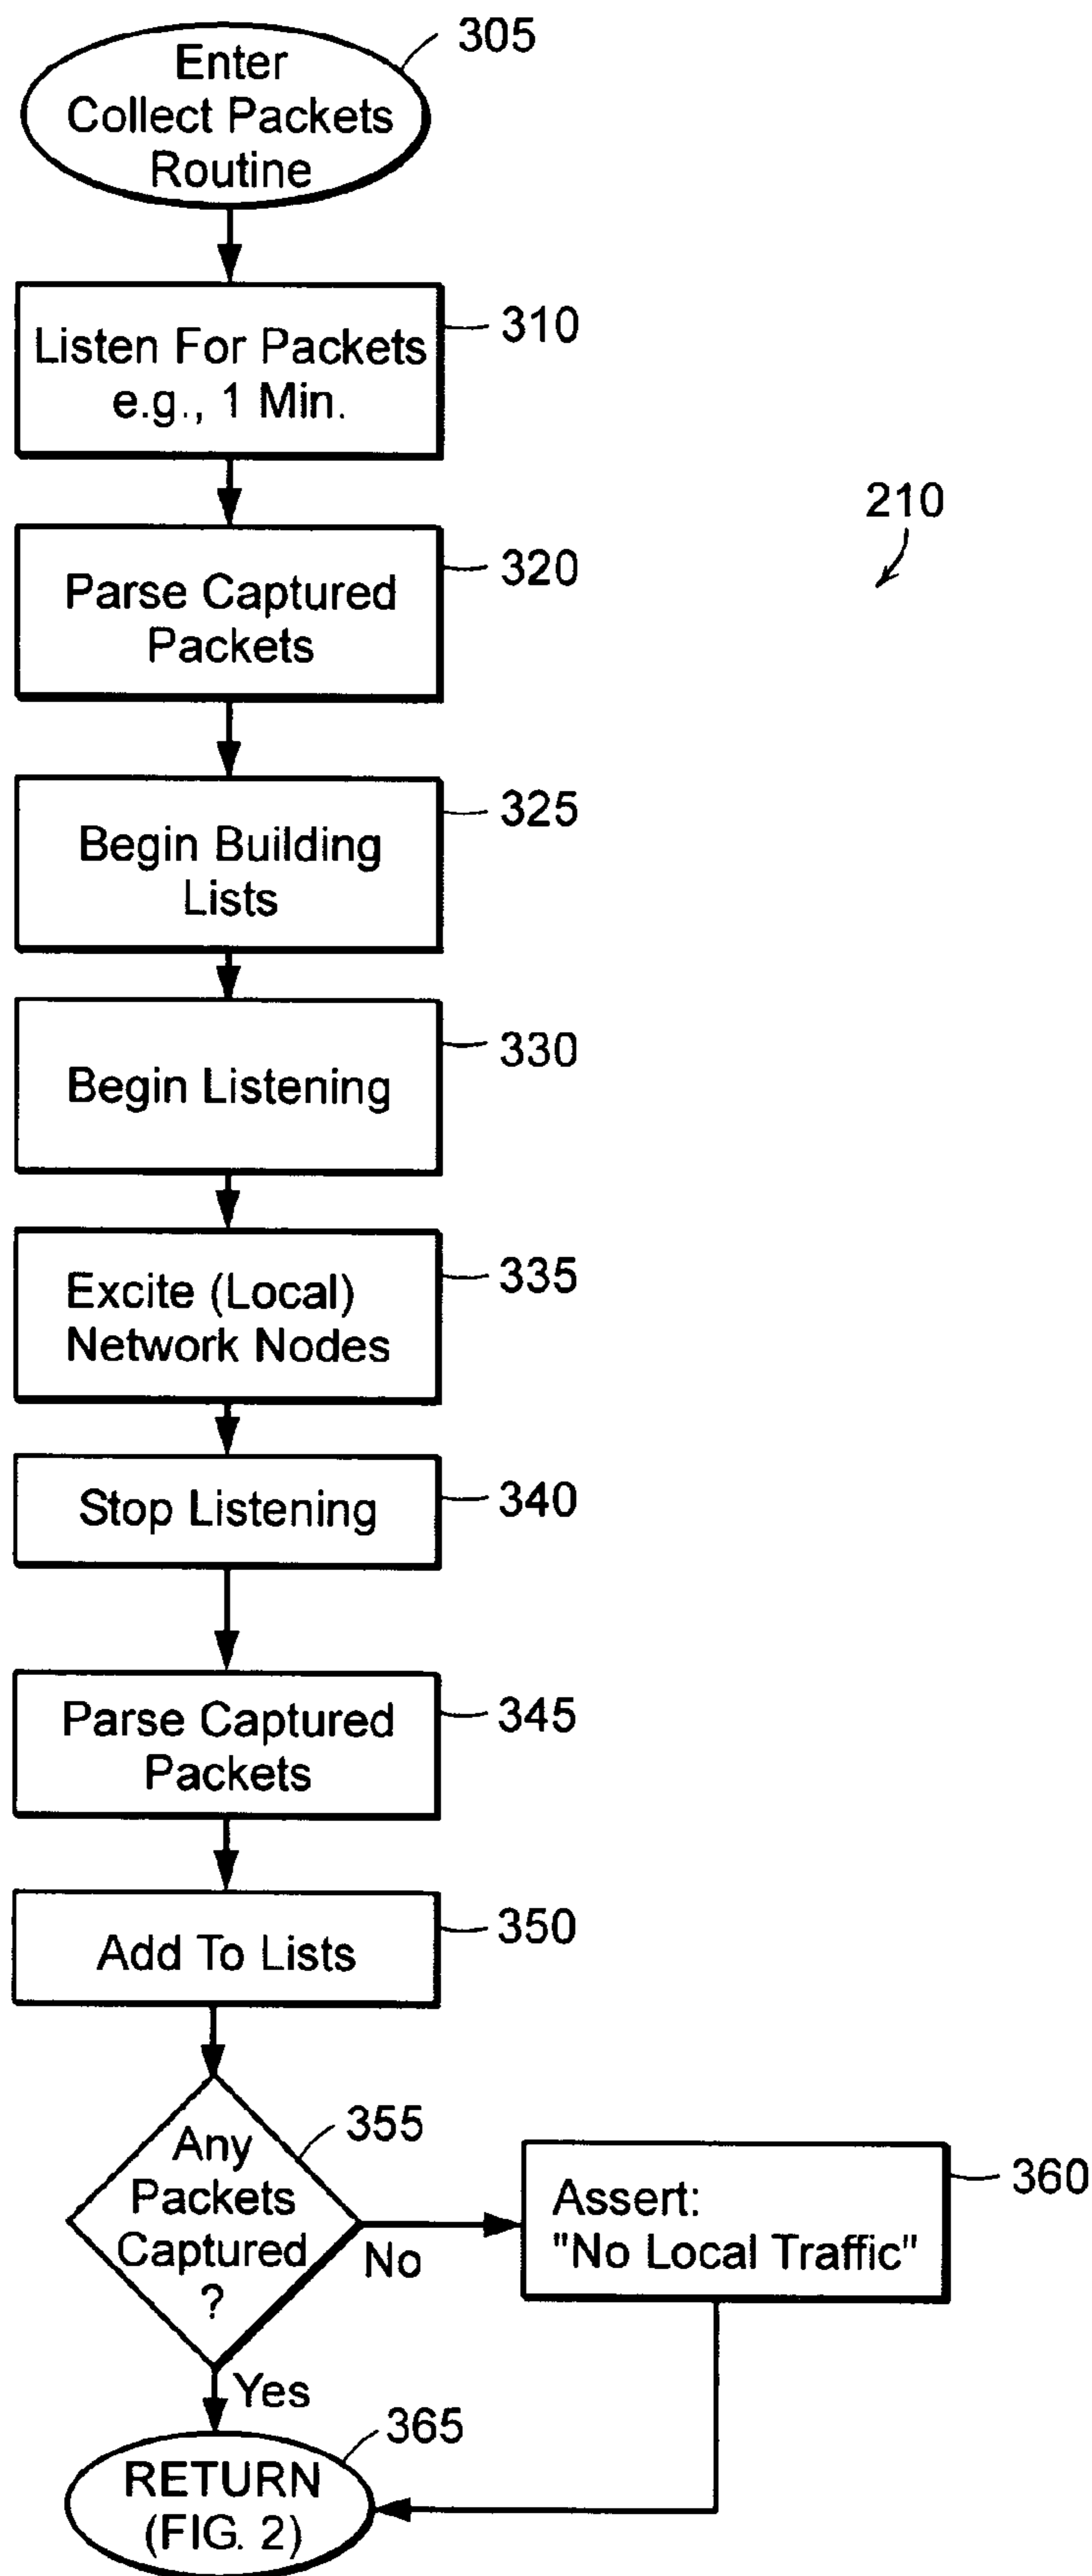 305
Enter
Collect Packets
Routine
310
Listen For Packets
e.g., 1 Min.
210
320
Parse Captured
Packets
325
Begin Building
Lists
330
Begin Listening
335
Excite (Local)
Network Nodes
340
Stop Listening
345
Parse Captured
Packets
350
Add To Lists
355
Any
Packets
Captured
?
No
360
Assert:
"No Local Traffic"
Yes
365
RETURN
(FIG. 2)